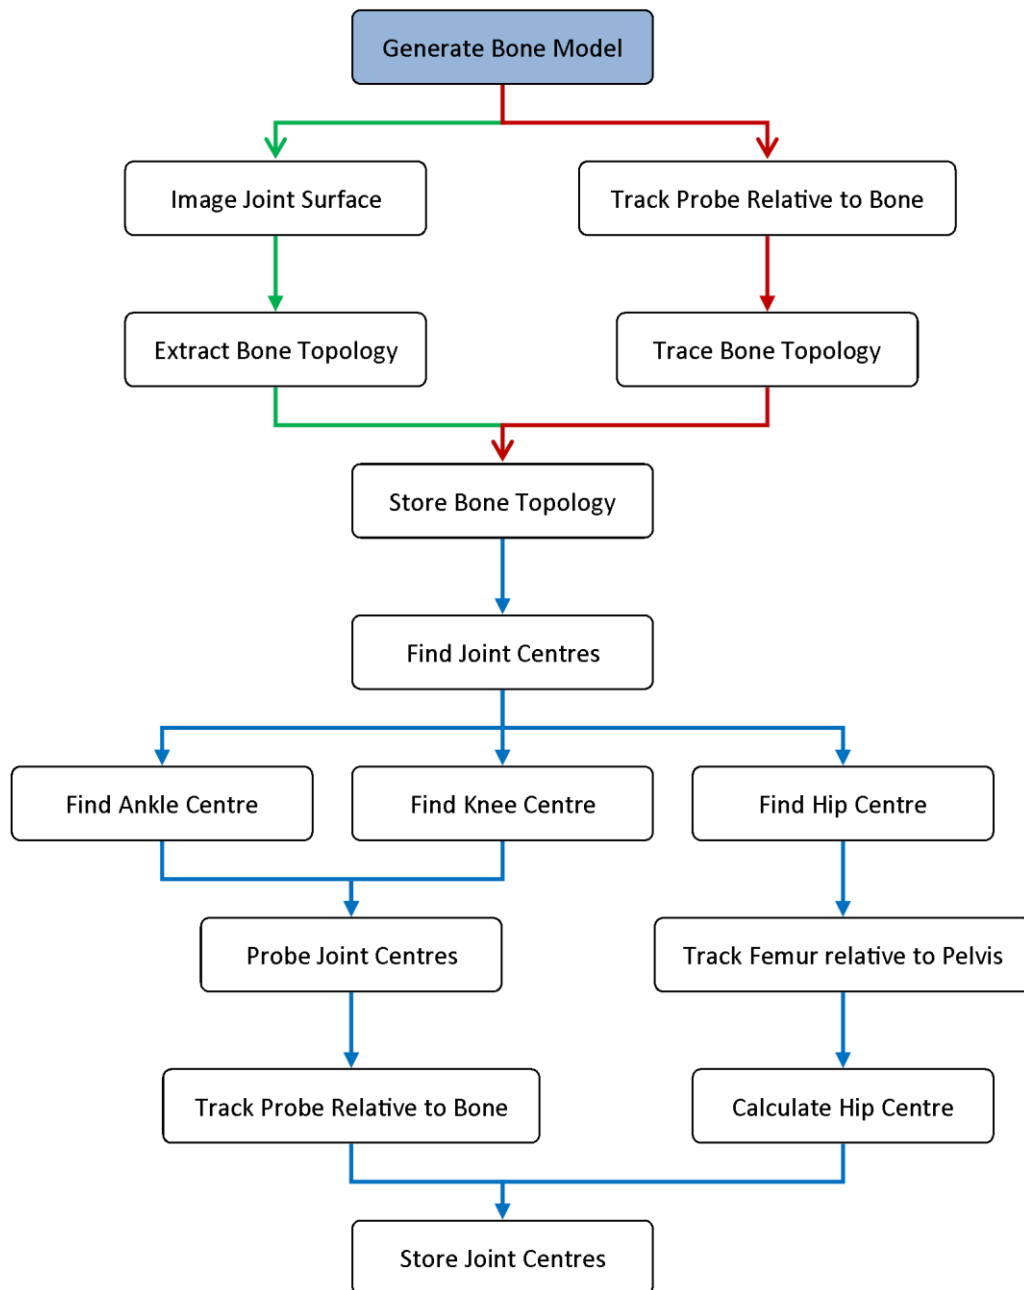 Generate Bone Model
Image Joint Surface
Track Probe Relative to Bone
Extract Bone Topology
Trace Bone Topology
Store Bone Topology
Find Joint Centres
Find Ankle Centre
Find Knee Centre
Find Hip Centre
Probe Joint Centres
Track Femur relative to Pelvis
Track Probe Relative to Bone
Calculate Hip Centre
Store Joint Centres